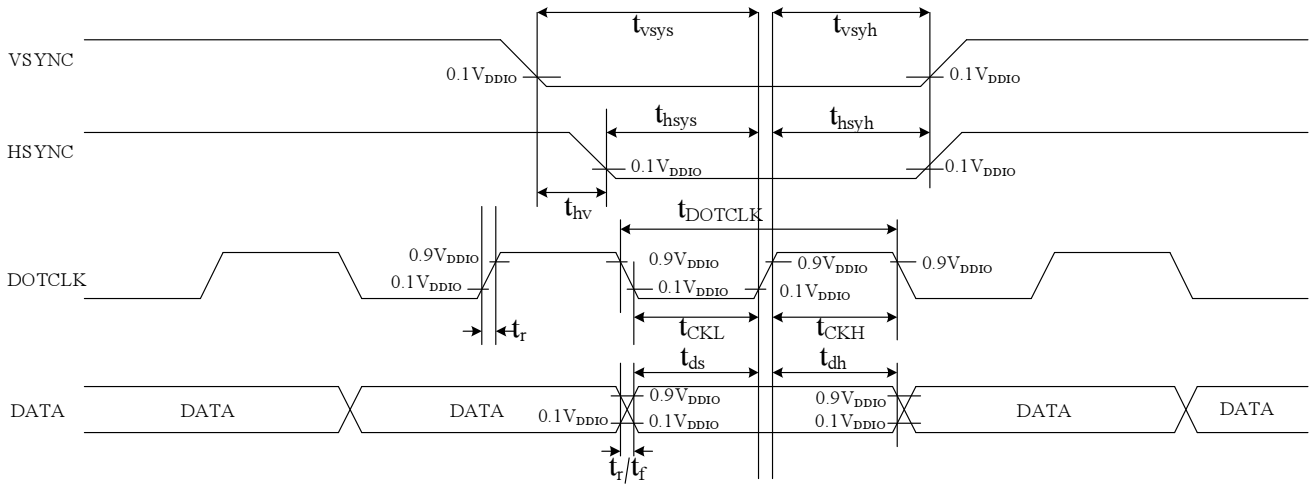 tvsys tvsyh
VSYNC
0.1VDDIO 0.1VDDIO
thsys thsyh
HSYNC
0.1VDDIO 0.1VDDIO
thv
tDOTCLK
0.9VDDIO 0.9VDDIO 0.9VDDIO 0.9VDDIO
DOTCLK
0.1VDDIO 0.1VDDIO 0.1VDDIO
tr tCKL tCKH
tds tdh
0.9VDDIO 0.9VDDIO
DATA DATA DATA DATA DATA
0.1VDDIO 0.1VDDIO 0.1VDDIO
tr/tf